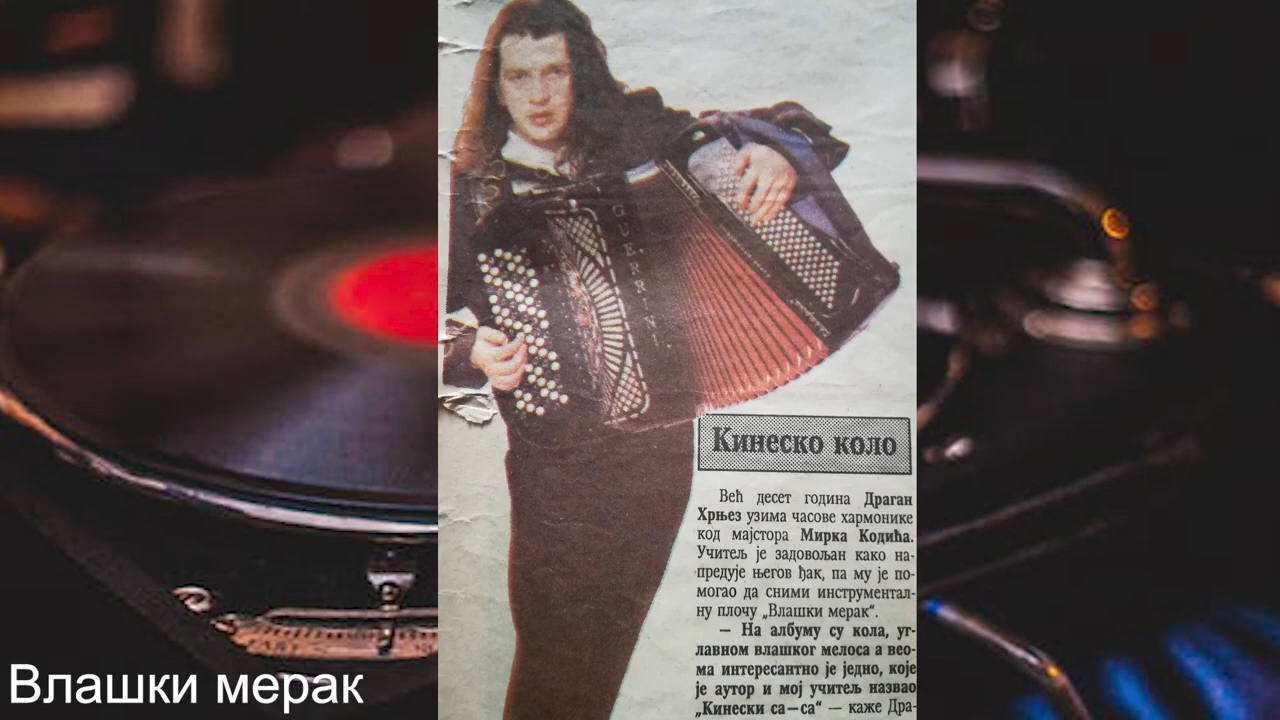 GUERRINI
Кинеско коло
Већ десет година Драган
Хрњез узима часове хармонике
код мајстора Мирка Кодића.
Учитељ је задовољан како на-
предује његов ђак, па му је по-
могао да сними инструментал-
ну плочу „Влашки мерак“.
— На албуму су кола, уг-
лавном влашког мелоса а вео-
ма интересантно је једно, које
је аутор и мој учитељ назвао
„Кинески са—са“ — каже Дра-
Влашки мерак